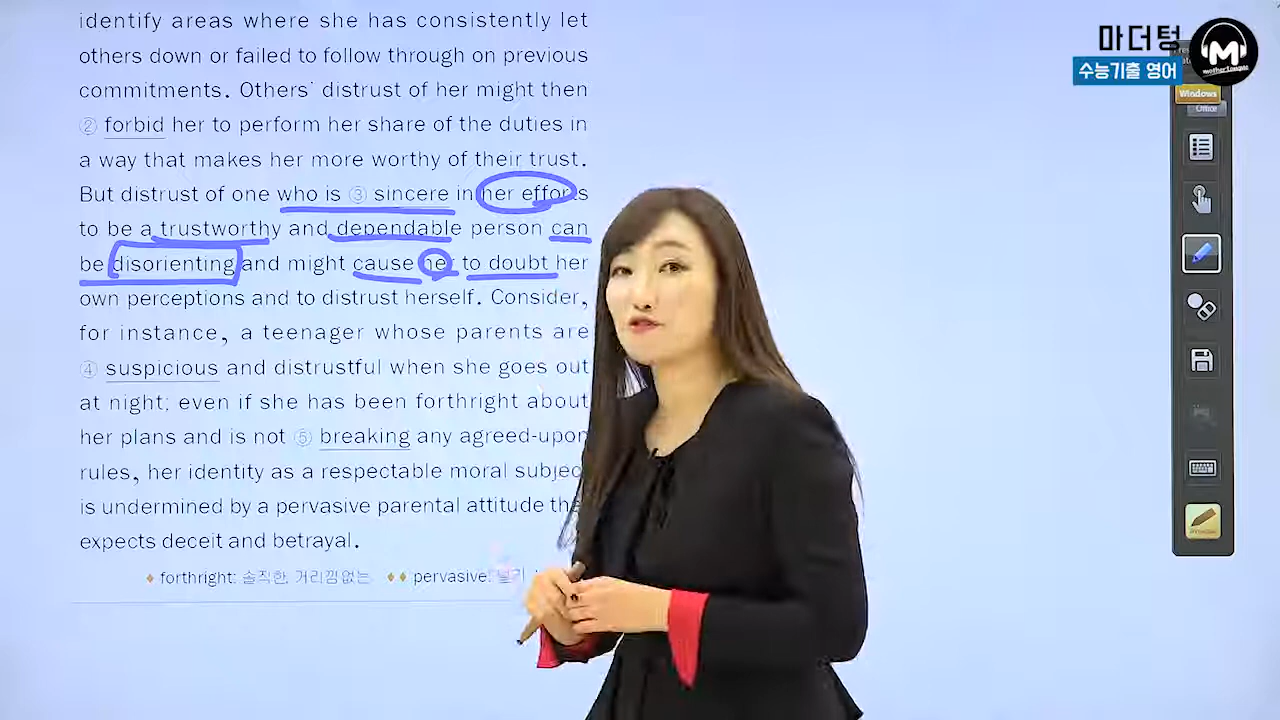 identify areas where she has consistently let
others down or failed to follow through on previous
commitments. Others' distrust of her might then
② forbid her to perform her share of the duties in
a way that makes her more worthy of their trust.
But distrust of one who is ③ sincere in her efforts
to be a trustworthy and dependable person can
be disorienting and might cause her to doubt her
own perceptions and to distrust herself. Consider,
for instance, a teenager whose parents are
④ suspicious and distrustful when she goes out
at night: even if she has been forthright about
her plans and is not ⑤ breaking any agreed-upon
rules, her identity as a respectable moral subject
is undermined by a pervasive parental attitude that
expects deceit and betrayal.
forthright: 솔직한, 거리낌없는 pervasive:
마더텅
수능기출 영어
M
mothertongue
Windows
Office